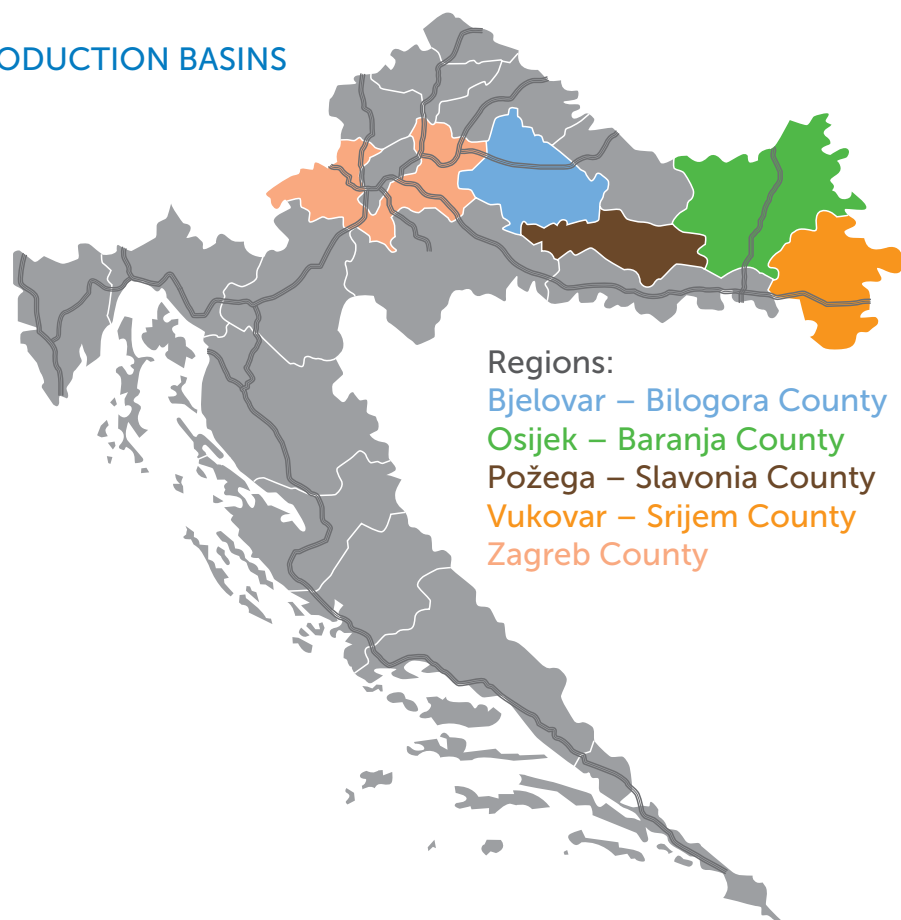 ODUCTION BASINS
Regions:
Bjelovar – Bilogora County
Osijek – Baranja County
Požega – Slavonia County
Vukovar – Srijem County
Zagreb County